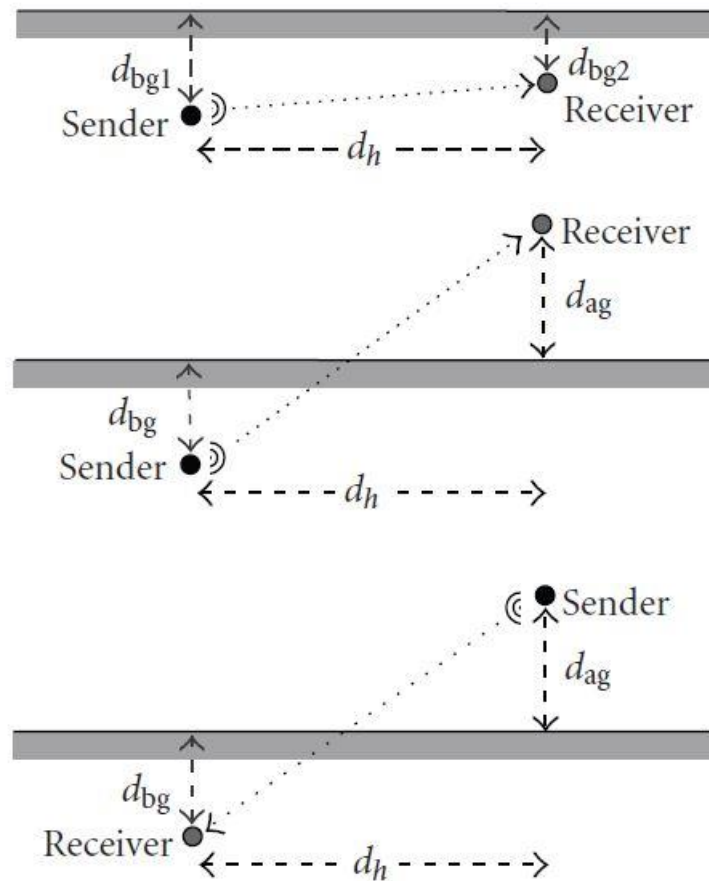 d_bg1
d_bg2
Sender
Receiver
d_h
Receiver
d_ag
d_bg
Sender
d_h
Sender
d_ag
d_bg
Receiver
d_h